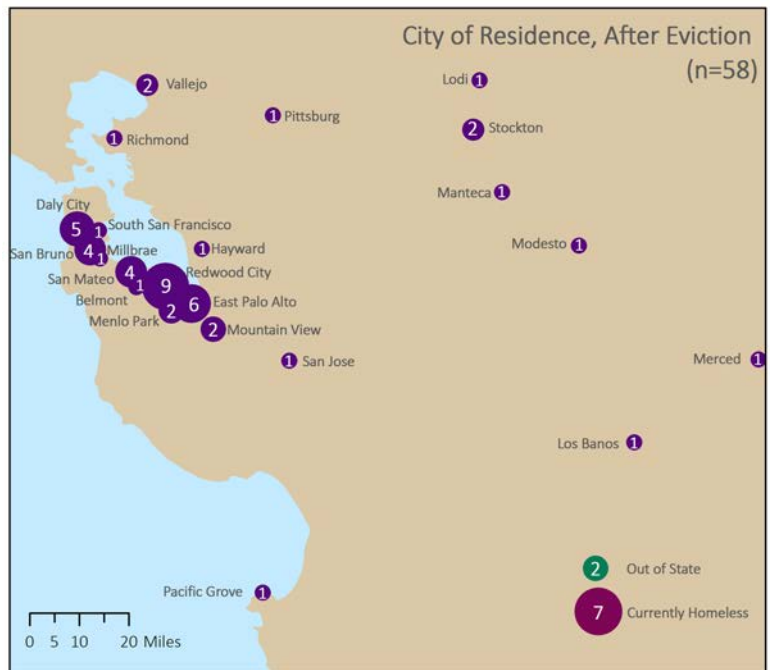 City of Residence, After Eviction
(n=58)
2 Vallejo
Lodi 1
1 Pittsburg
2 Stockton
1 Richmond
Manteca 1
Daly City
5 1 South San Francisco
Modesto 1
San Bruno 4 Millbrae
1
1 Hayward
San Mateo 4 Redwood City
1 9
Belmont 6 East Palo Alto
Menlo Park 2
2 Mountain View
1 San Jose
Merced 1
Los Banos 1
2 Out of State
Pacific Grove 1
7 Currently Homeless
0 5 10 20 Miles